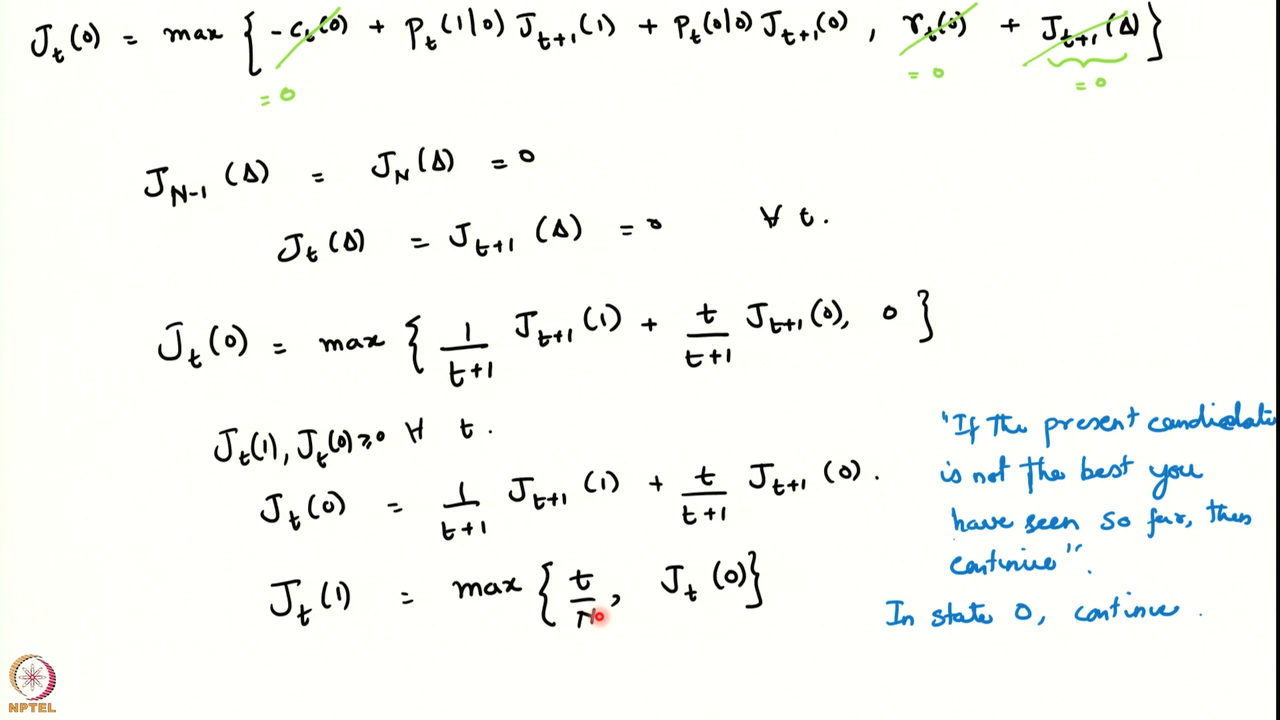 J_t(0) = max { -c_t(0) + P_t(1|0) J_{t+1}(1) + P_t(0|0) J_{t+1}(0) , r_t(0) + J_{t+1}(Δ) }
= 0 = 0 = 0
J_{N-1}(Δ) = J_N(Δ) = 0
J_t(Δ) = J_{t+1}(Δ) = 0 ∀ t.
J_t(0) = max { 1/(t+1) J_{t+1}(1) + t/(t+1) J_{t+1}(0), 0 }
J_t(1), J_t(0) ≥ 0 ∀ t.
J_t(0) = 1/(t+1) J_{t+1}(1) + t/(t+1) J_{t+1}(0).
J_t(1) = max { t/N, J_t(0) }
"If the present candidate
is not the best you
have seen so far, then
continue".
In state 0, continue.
NPTEL